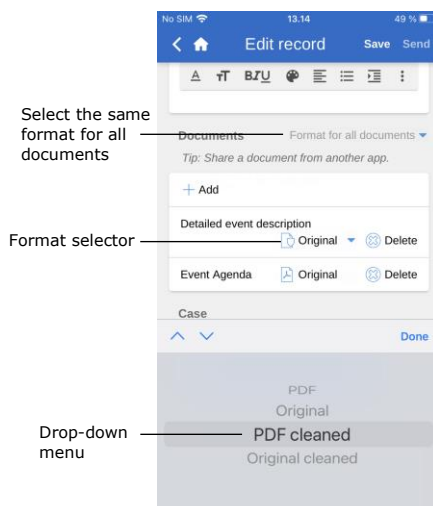 No SIM 13.14 49 %
Edit record Save Send
A TT BIU
Select the same
format for all
documents
Documents Format for all documents
Tip: Share a document from another app.
+ Add
Detailed event description
Format selector
Original Delete
Event Agenda Original Delete
Case
Done
PDF
Original
Drop-down
menu
PDF cleaned
Original cleaned